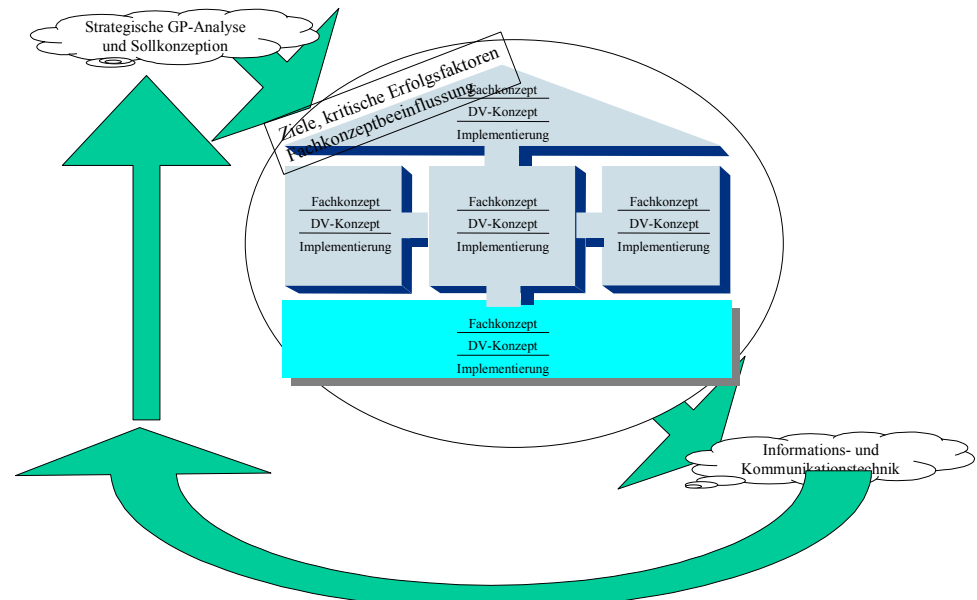 Strategische GP-Analyse
und Sollkonzeption
Ziele, kritische Erfolgsfaktoren
Fachkonzeptbeeinflussung
Fachkonzept
DV-Konzept
Implementierung
Fachkonzept
DV-Konzept
Implementierung
Fachkonzept
DV-Konzept
Implementierung
Fachkonzept
DV-Konzept
Implementierung
Fachkonzept
DV-Konzept
Implementierung
Informations- und
Kommunikationstechnik